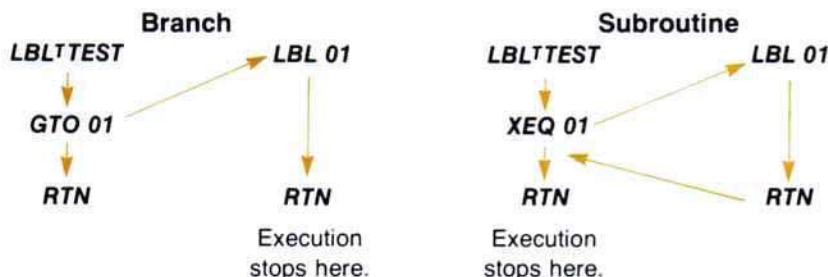 Branch
LBLᵀTEST
LBL 01
GTO 01
RTN
RTN
Execution
stops here.
Subroutine
LBLᵀTEST
LBL 01
XEQ 01
RTN
RTN
Execution
stops here.